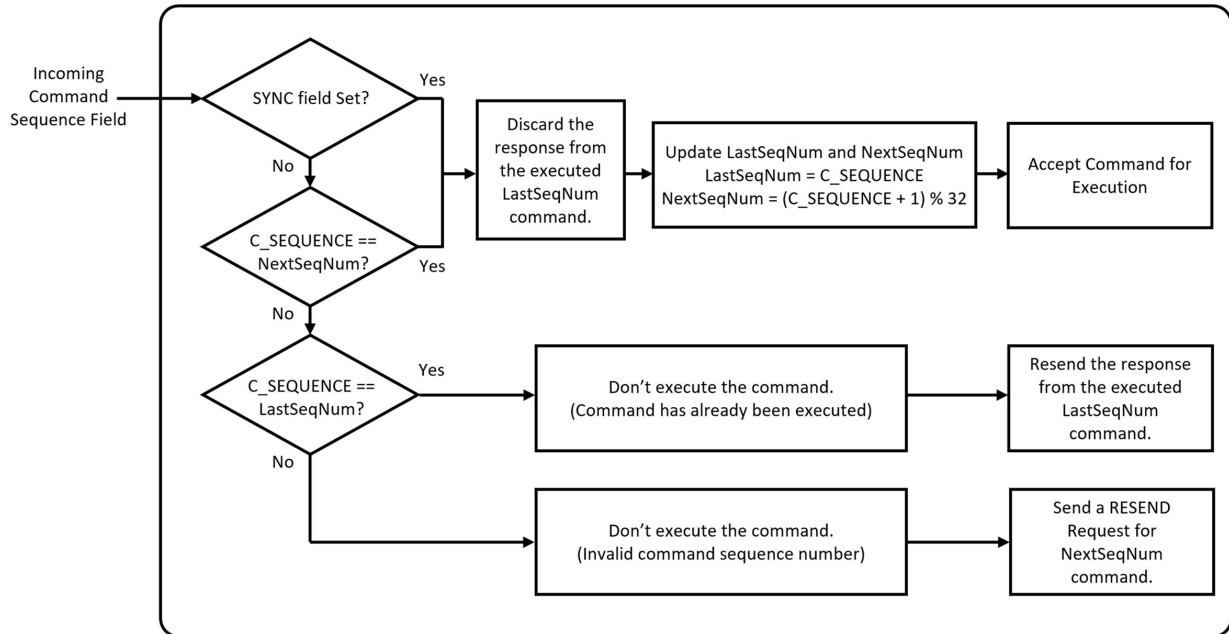 Incoming
Command
Sequence Field
SYNC field Set?
Yes
No
Discard the
response from
the executed
LastSeqNum
command.
Update LastSeqNum and NextSeqNum
LastSeqNum = C_SEQUENCE
NextSeqNum = (C_SEQUENCE + 1) % 32
Accept Command for
Execution
C_SEQUENCE ==
NextSeqNum?
Yes
No
C_SEQUENCE ==
LastSeqNum?
Yes
No
Don’t execute the command.
(Command has already been executed)
Resend the response
from the executed
LastSeqNum
command.
Don’t execute the command.
(Invalid command sequence number)
Send a RESEND
Request for
NextSeqNum
command.